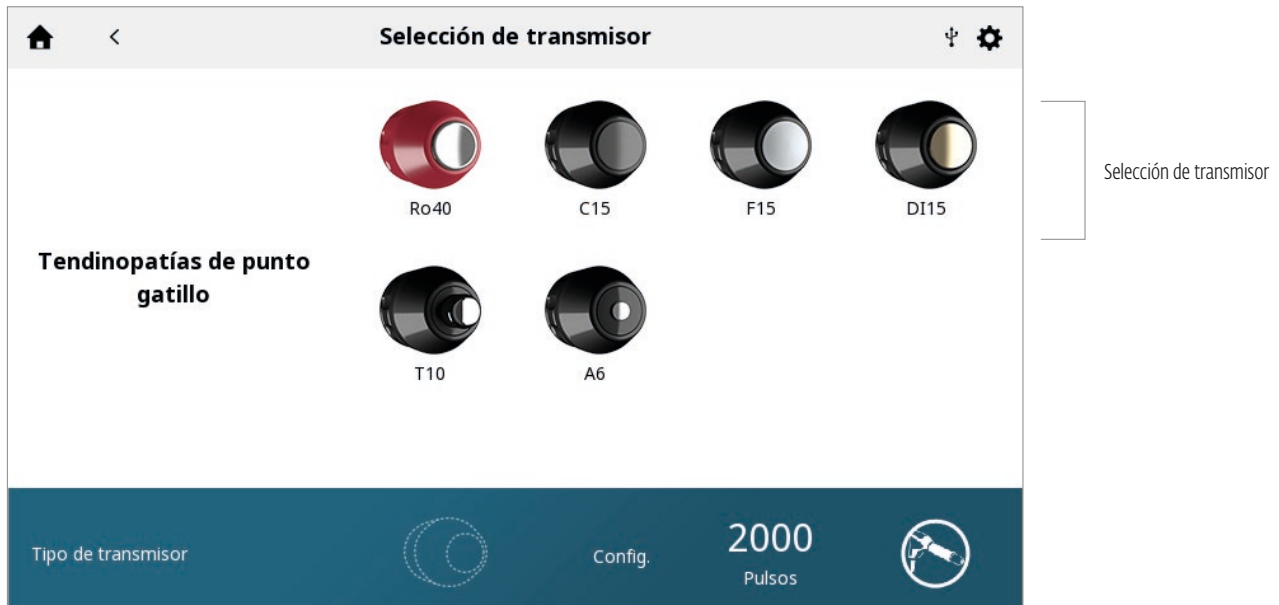 Selección de transmisor
Ro40
C15
F15
DI15
Selección de transmisor
Tendinopatías de punto
gatillo
T10
A6
Tipo de transmisor
Config.
2000
Pulsos